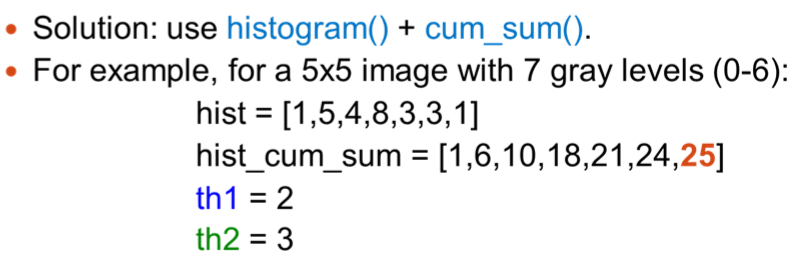 • Solution: use histogram() + cum_sum().
• For example, for a 5x5 image with 7 gray levels (0-6):
hist = [1,5,4,8,3,3,1]
hist_cum_sum = [1,6,10,18,21,24,25]
th1 = 2
th2 = 3